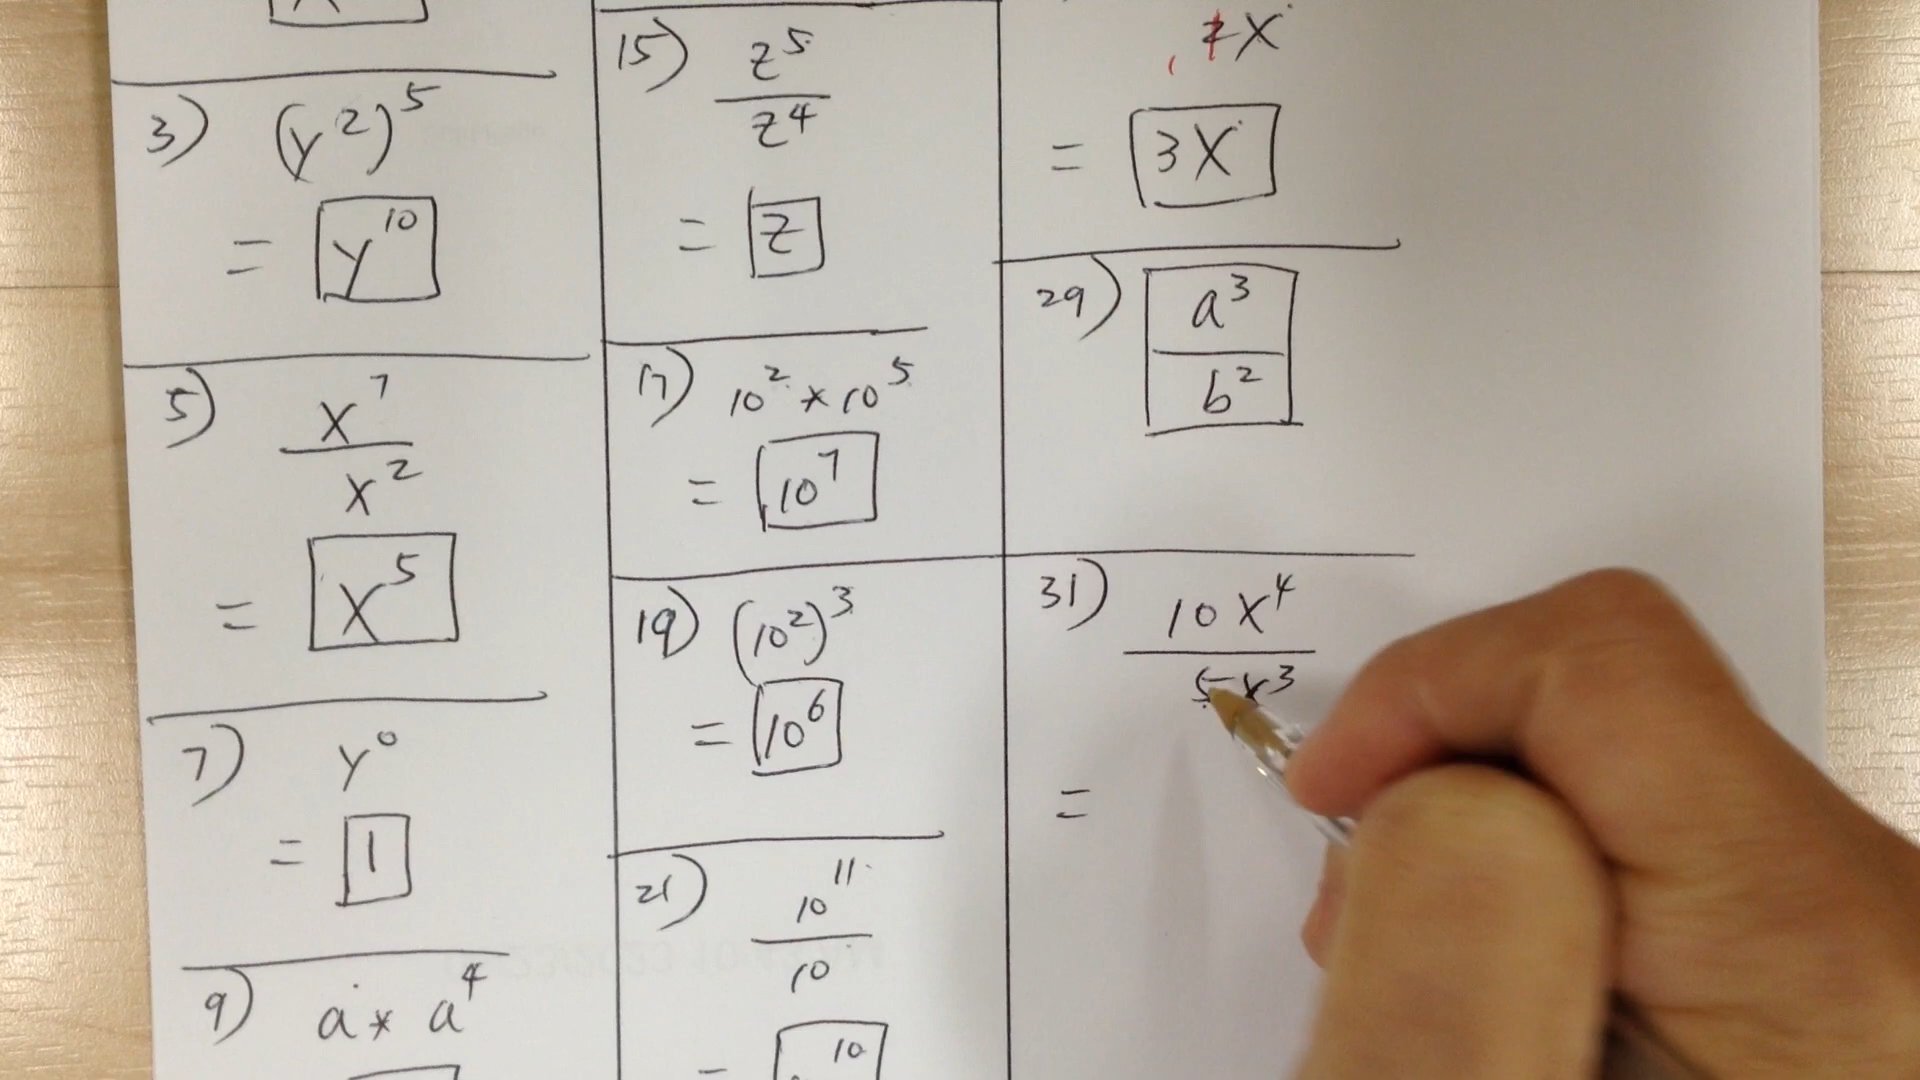 3) (y²)⁵
= y¹⁰
5) x⁷
x²
= x⁵
7) y⁰
= 1
9) a * a⁴
15) z⁵
z⁴
= z
17) 10² * 10⁵
= 10⁷
19) (10²)³
= 10⁶
21) 10¹¹
10
=
10
= 3x
29) a³
b²
31) 10x⁴
5x³
=